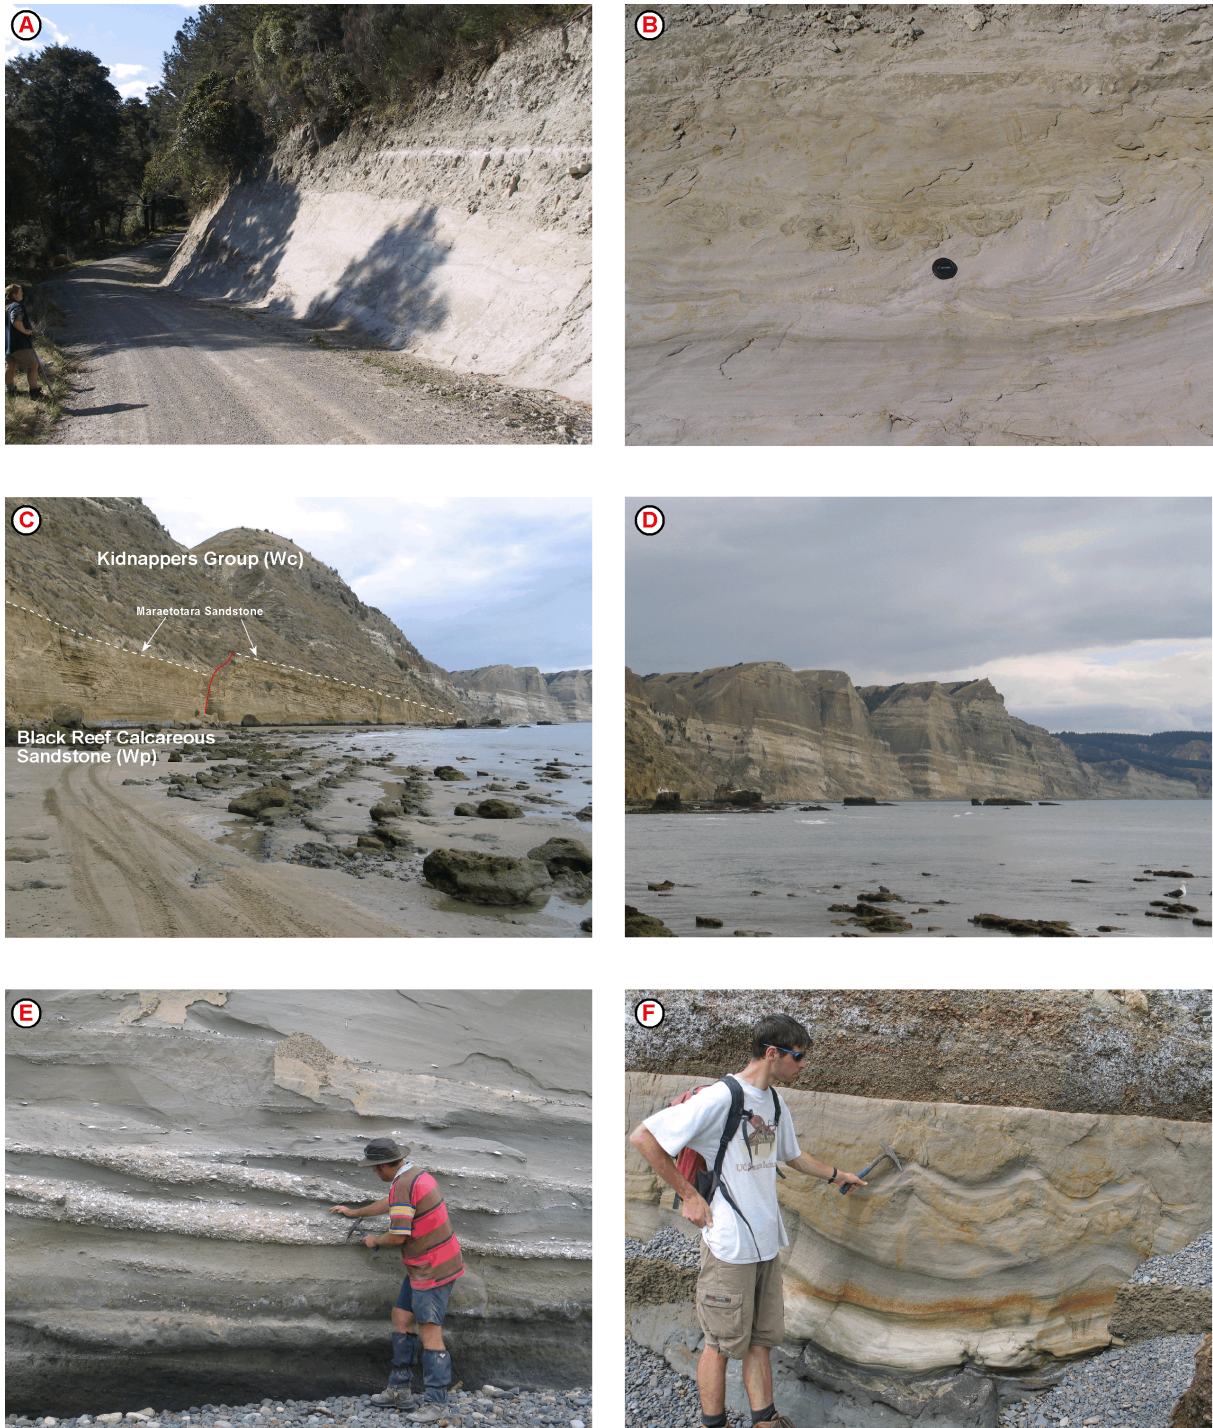 A
B
C
Kidnappers Group (Wc)
Maraetotara Sandstone
Black Reef Calcareous
Sandstone (Wp)
D
E
F